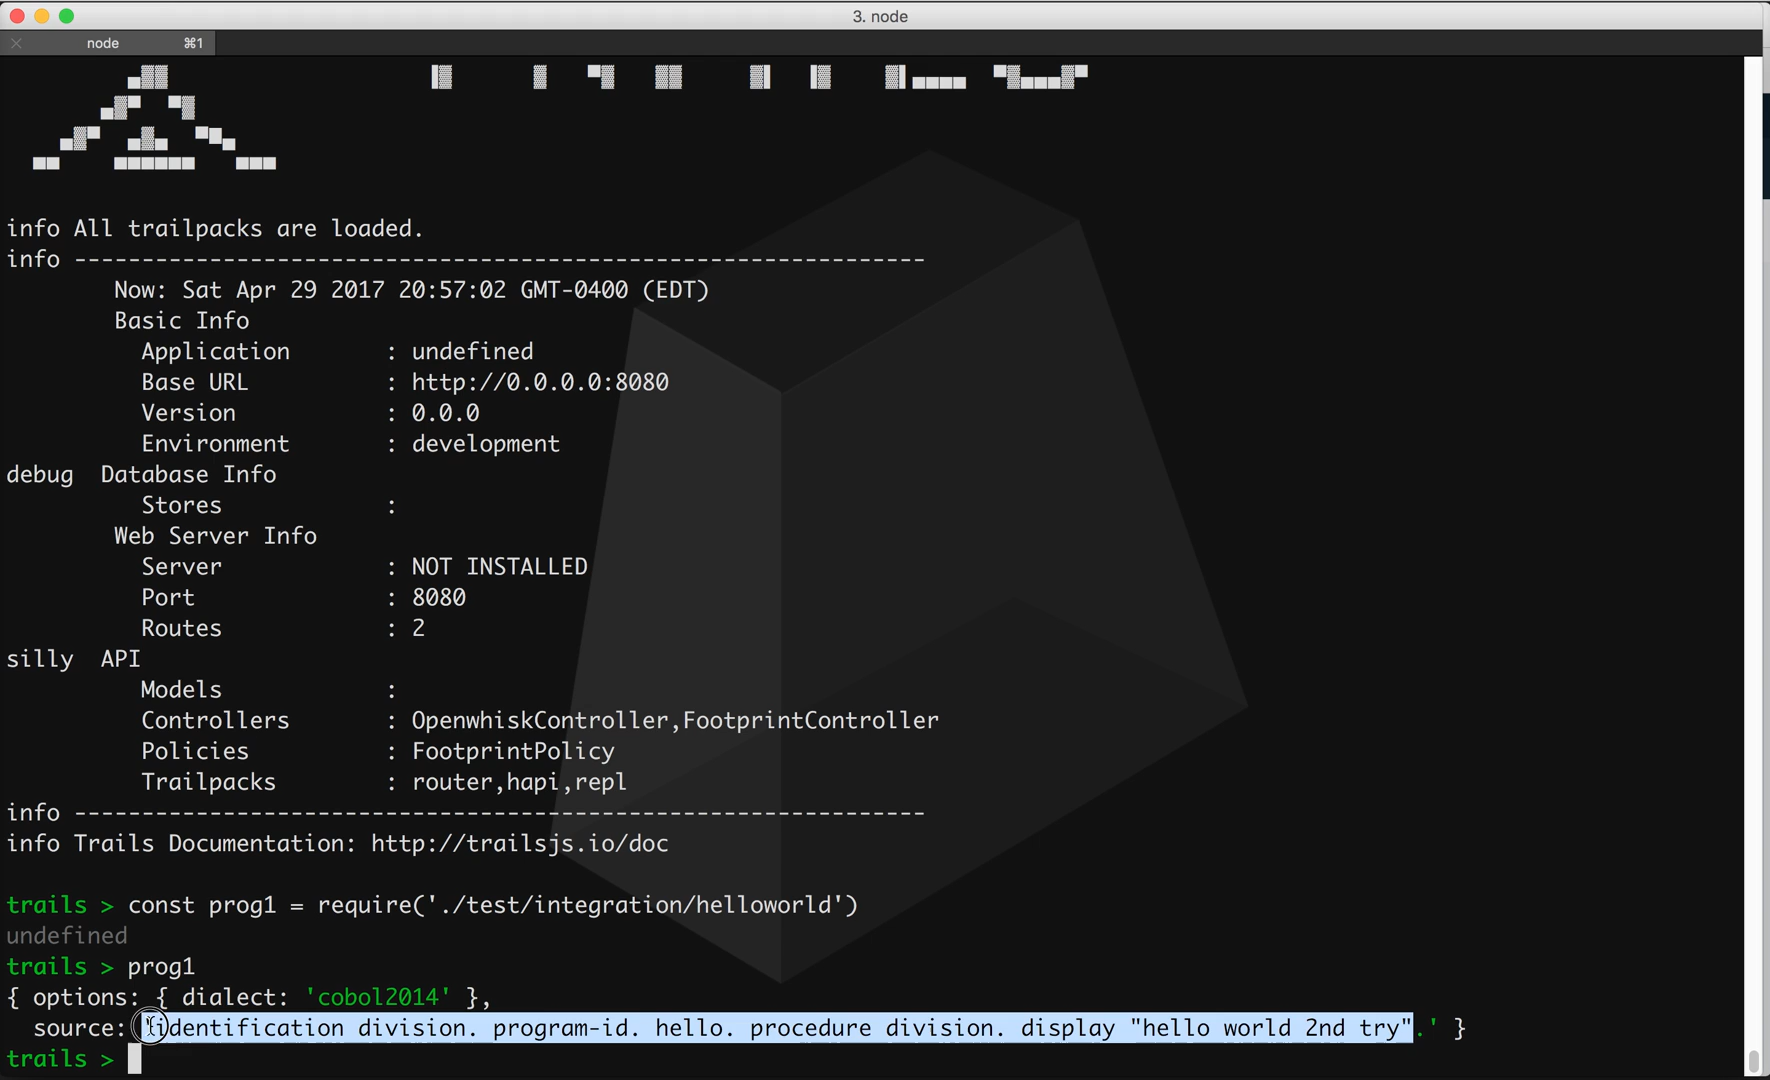 3. node
node ⌘1
info All trailpacks are loaded.
info ---------------------------------------------------------------
Now: Sat Apr 29 2017 20:57:02 GMT-0400 (EDT)
Basic Info
Application : undefined
Base URL : http://0.0.0.0:8080
Version : 0.0.0
Environment : development
debug Database Info
Stores :
Web Server Info
Server : NOT INSTALLED
Port : 8080
Routes : 2
silly API
Models :
Controllers : OpenwhiskController,FootprintController
Policies : FootprintPolicy
Trailpacks : router,hapi,repl
info ---------------------------------------------------------------
info Trails Documentation: http://trailsjs.io/doc
trails > const prog1 = require('./test/integration/helloworld')
undefined
trails > prog1
{ options: { dialect: 'cobol2014' },
source: 'identification division. program-id. hello. procedure division. display "hello world 2nd try".' }
trails >